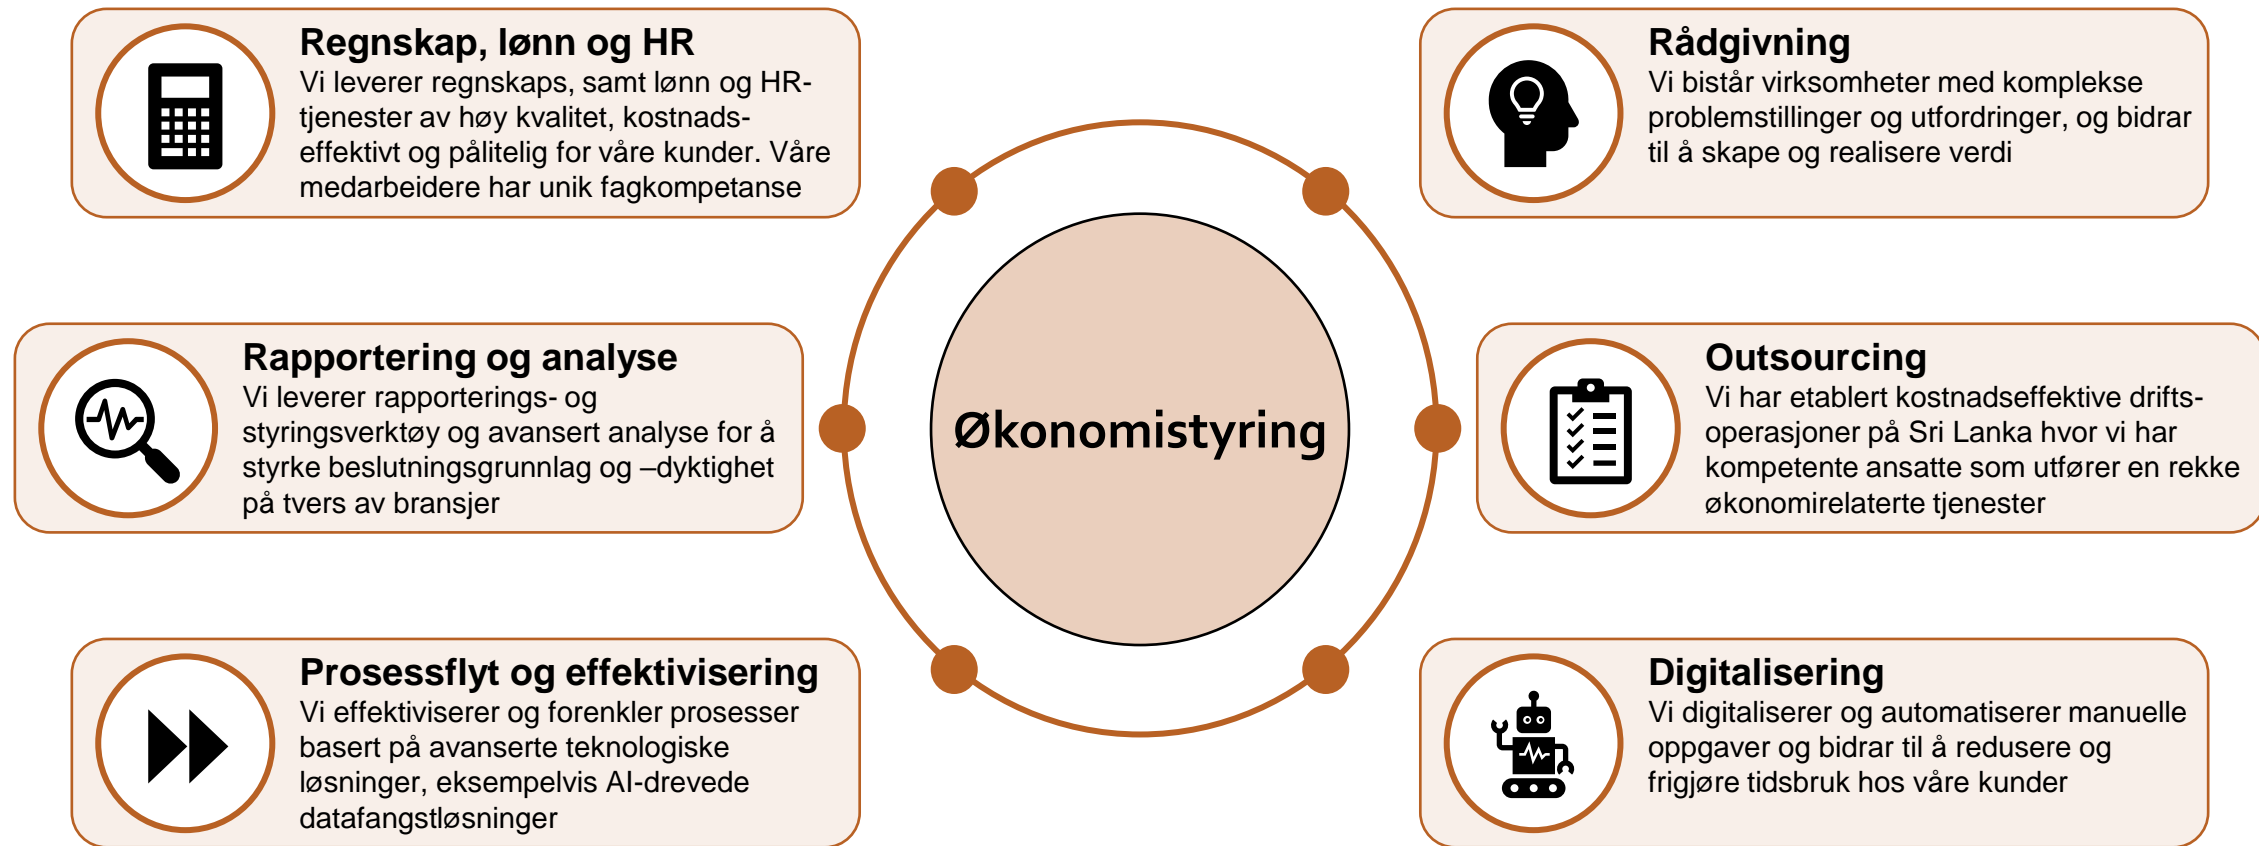 Regnskap, lønn og HR
Vi leverer regnskaps, samt lønn og HR-
tjenester av høy kvalitet, kostnads-
effektivt og pålitelig for våre kunder. Våre
medarbeidere har unik fagkompetanse
Rapportering og analyse
Vi leverer rapporterings- og
styringsverktøy og avansert analyse for å
styrke beslutningsgrunnlag og –dyktighet
på tvers av bransjer
Prosessflyt og effektivisering
Vi effektiviserer og forenkler prosesser
basert på avanserte teknologiske
løsninger, eksempelvis AI-drevede
datafangstløsninger
Økonomistyring
Rådgivning
Vi bistår virksomheter med komplekse
problemstillinger og utfordringer, og bidrar
til å skape og realisere verdi
Outsourcing
Vi har etablert kostnadseffektive drifts-
operasjoner på Sri Lanka hvor vi har
kompetente ansatte som utfører en rekke
økonomirelaterte tjenester
Digitalisering
Vi digitaliserer og automatiserer manuelle
oppgaver og bidrar til å redusere og
frigjøre tidsbruk hos våre kunder